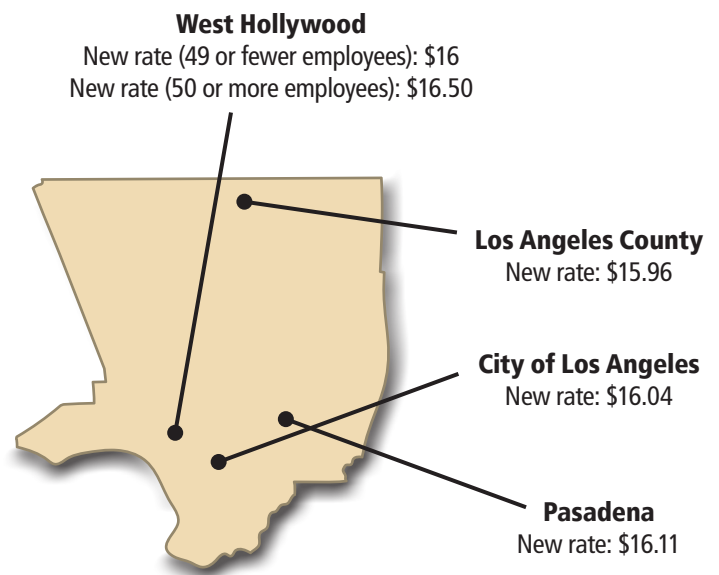 West Hollywood
New rate (49 or fewer employees): $16
New rate (50 or more employees): $16.50
Los Angeles County
New rate: $15.96
City of Los Angeles
New rate: $16.04
Pasadena
New rate: $16.11